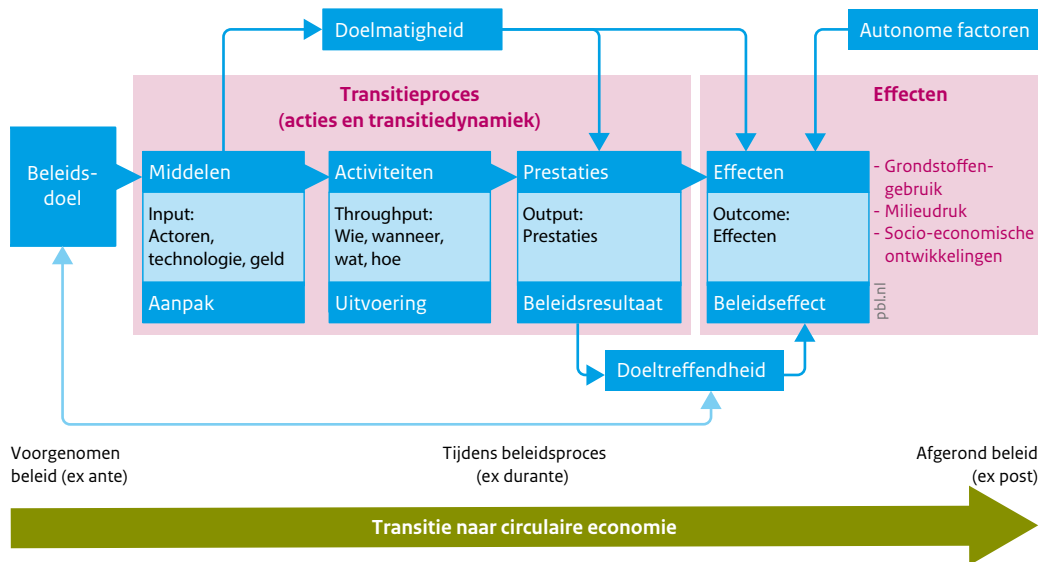 Doelmatigheid
Autonome factoren
Transitieproces
(acties en transitiedynamiek)
Effecten
Beleids-
doel
Middelen
Input:
Actoren,
technologie, geld
Aanpak
Activiteiten
Throughput:
Wie, wanneer,
wat, hoe
Uitvoering
Prestaties
Output:
Prestaties
Beleidsresultaat
Effecten
Outcome:
Effecten
Beleidseffect
- Grondstoffen-
gebruik
- Milieudruk
- Socio-economische
ontwikkelingen
pbl.nl
Doeltreffendheid
Voorgenomen
beleid (ex ante)
Tijdens beleidsproces
(ex durante)
Afgerond beleid
(ex post)
Transitie naar circulaire economie